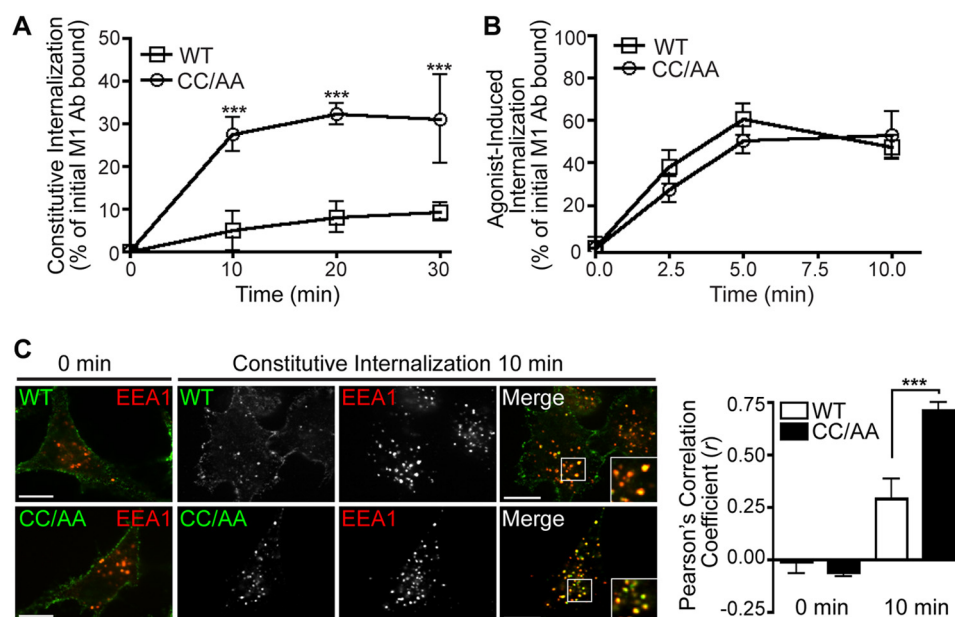 A
Constitutive Internalization
(% of initial M1 Ab bound)
50
40
30
20
10
0
WT
CC/AA
***
***
***
0
10
20
30
Time (min)
B
Agonist-Induced
Internalization
(% of initial M1 Ab bound)
100
80
60
40
20
0
WT
CC/AA
0.0
2.5
5.0
7.5
10.0
Time (min)
C
0 min
Constitutive Internalization 10 min
WT EEA1
WT
EEA1
Merge
CC/AA EEA1
CC/AA
EEA1
Merge
Pearson's Correlation
Coefficient (r)
0.75
0.50
0.25
0.00
-0.25
WT
CC/AA
***
0 min
10 min